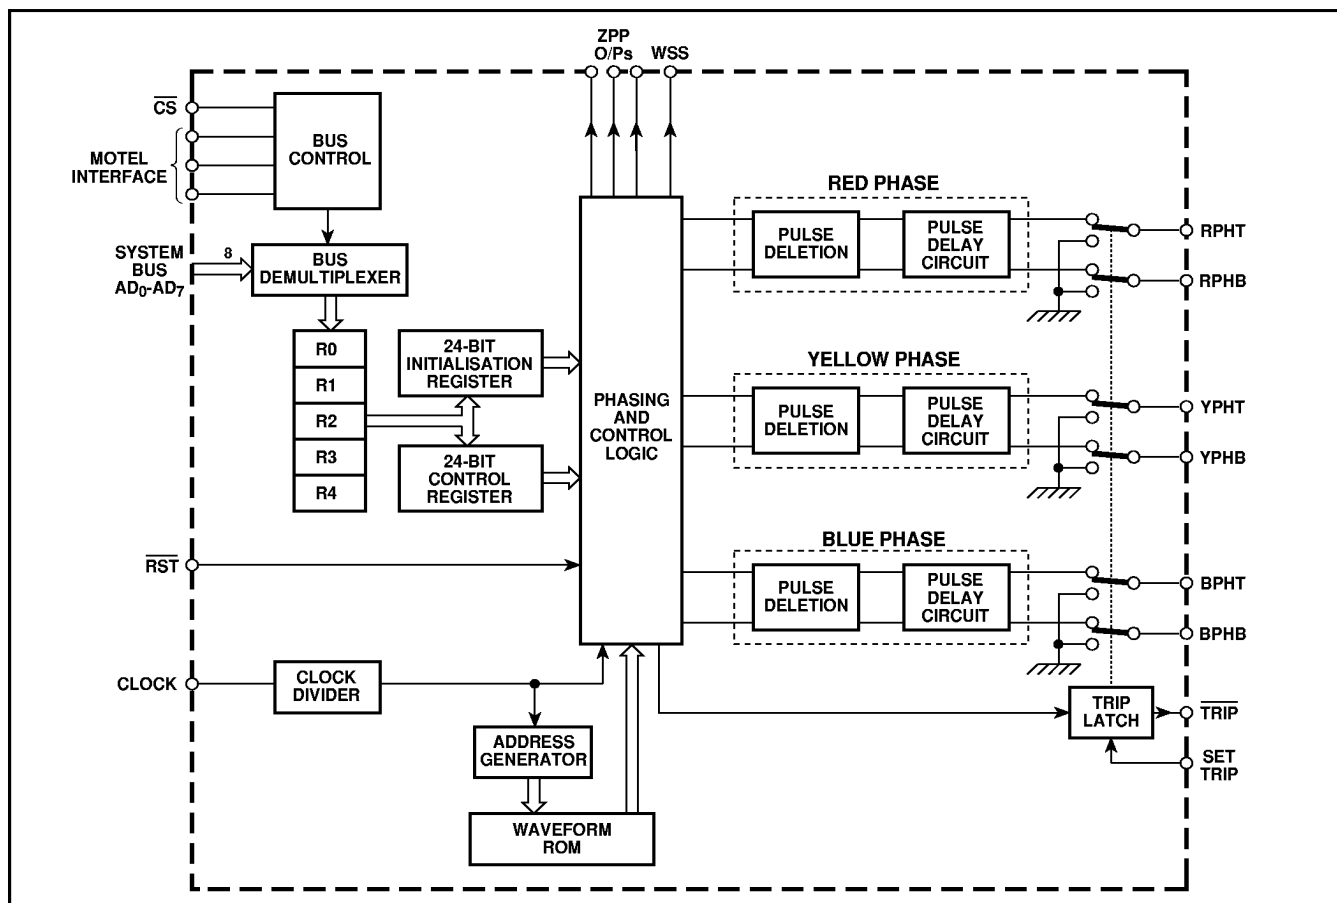 ZPP
O/Ps
WSS
CS
MOTEL
INTERFACE
BUS
CONTROL
SYSTEM
BUS
AD0-AD7
8
BUS
DEMULTIPLEXER
R0
R1
R2
R3
R4
24-BIT
INITIALISATION
REGISTER
24-BIT
CONTROL
REGISTER
RST
CLOCK
CLOCK
DIVIDER
ADDRESS
GENERATOR
WAVEFORM
ROM
PHASING
AND
CONTROL
LOGIC
RED PHASE
PULSE
DELETION
PULSE
DELAY
CIRCUIT
RPHT
RPHB
YELLOW PHASE
PULSE
DELETION
PULSE
DELAY
CIRCUIT
YPHT
YPHB
BLUE PHASE
PULSE
DELETION
PULSE
DELAY
CIRCUIT
BPHT
BPHB
TRIP
LATCH
TRIP
SET
TRIP